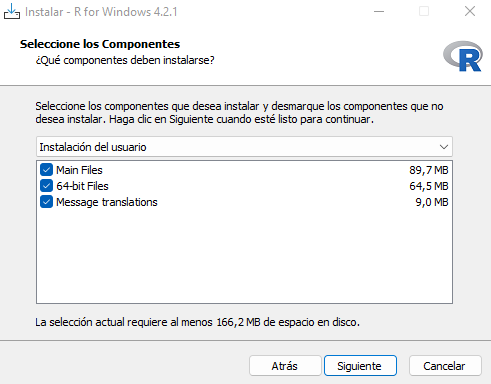 Instalar - R for Windows 4.2.1
Seleccione los Componentes
¿Qué componentes deben instalarse?
R
Seleccione los componentes que desea instalar y desmarque los componentes que no
desea instalar. Haga clic en Siguiente cuando esté listo para continuar.
Instalación del usuario
Main Files 89,7 MB
64-bit Files 64,5 MB
Message translations 9,0 MB
La selección actual requiere al menos 166,2 MB de espacio en disco.
Atrás Siguiente Cancelar